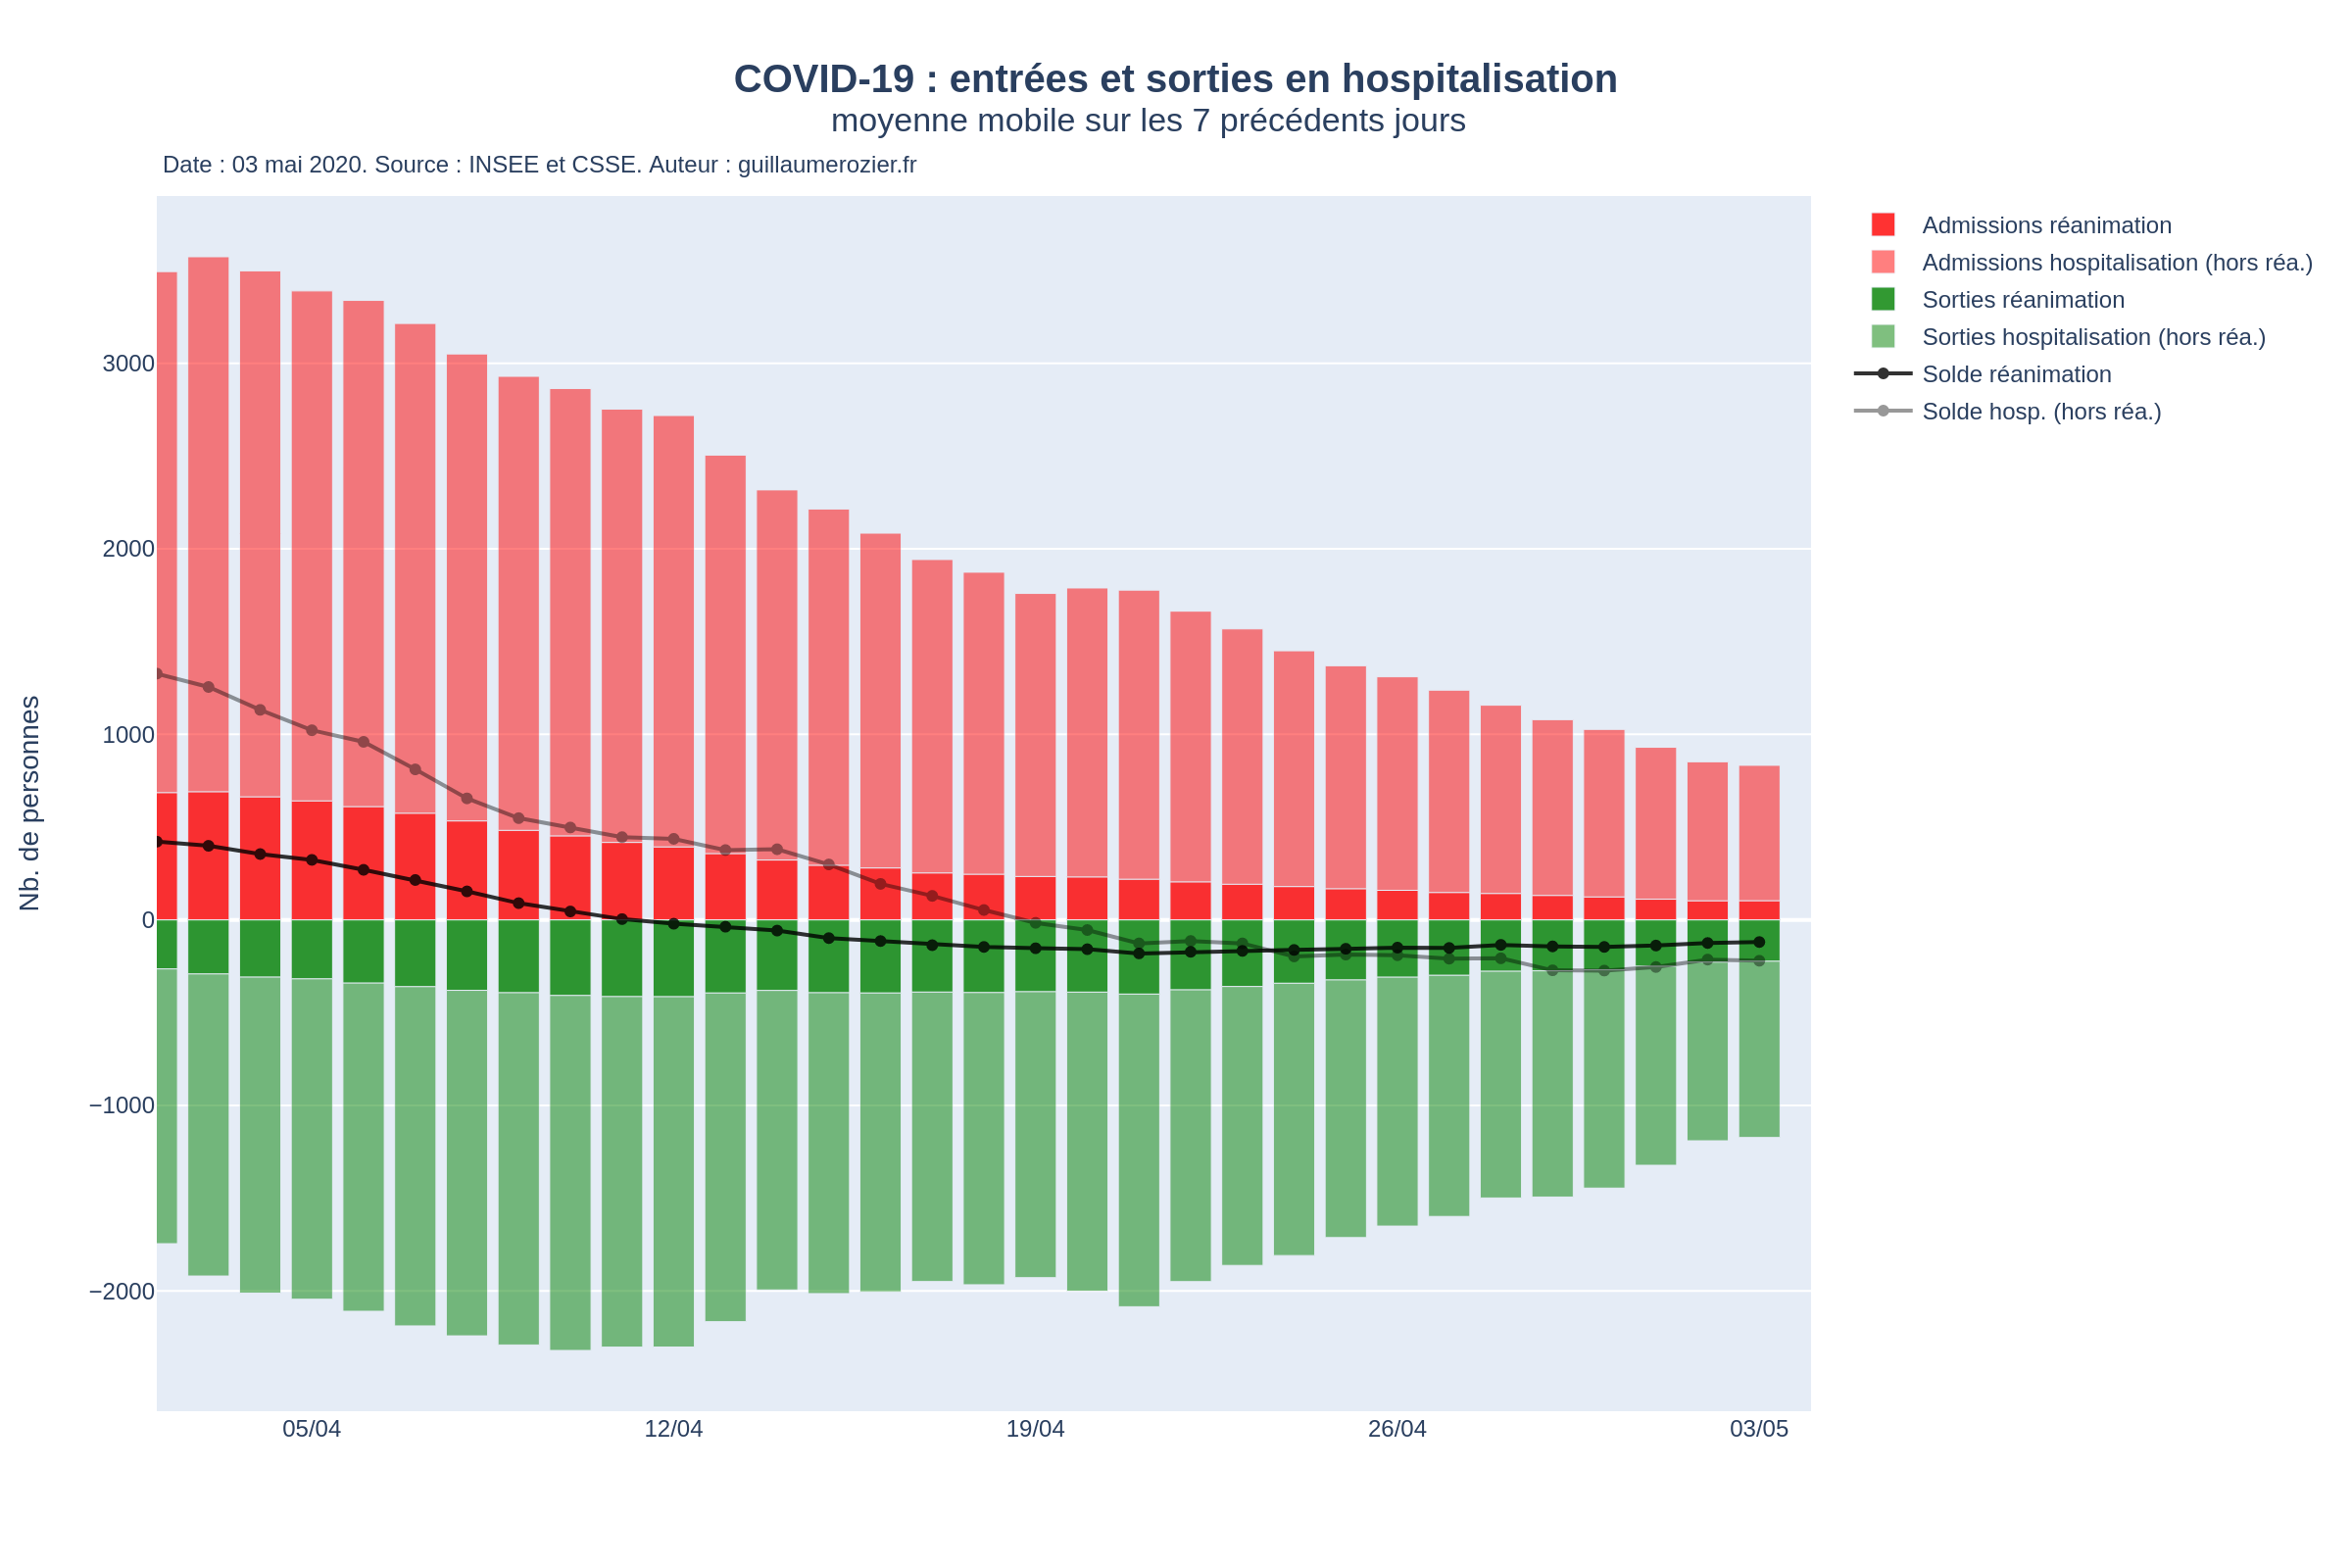 COVID-19 : entrées et sorties en hospitalisation
moyenne mobile sur les 7 précédents jours
Date : 03 mai 2020. Source : INSEE et CSSE. Auteur : guillaumerozier.fr
Admissions réanimation
Admissions hospitalisation (hors réa.)
Sorties réanimation
Sorties hospitalisation (hors réa.)
Solde réanimation
Solde hosp. (hors réa.)
Nb. de personnes
3000
2000
1000
0
−1000
−2000
05/04
12/04
19/04
26/04
03/05